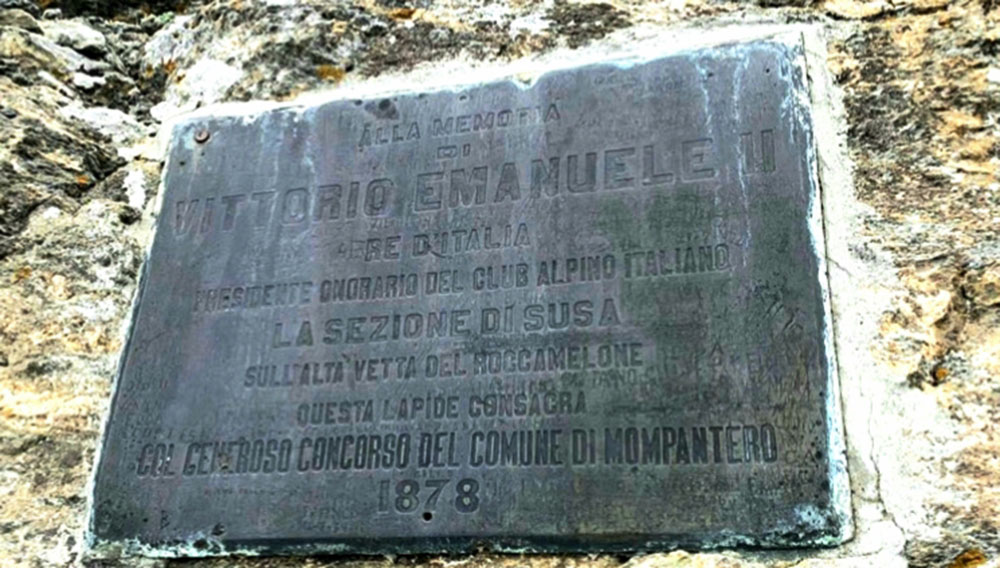 ALLA MEMORIA
DI
VITTORIO EMANUELE II
RE D'ITALIA
PRESIDENTE ONORARIO DEL CLUB ALPINO ITALIANO
LA SEZIONE DI SUSA
SULL'ALTA VETTA DEL ROCCAMELONE
QUESTA LAPIDE CONSACRA
COL GENEROSO CONCORSO DEL COMUNE DI MOMPANTERO
1878